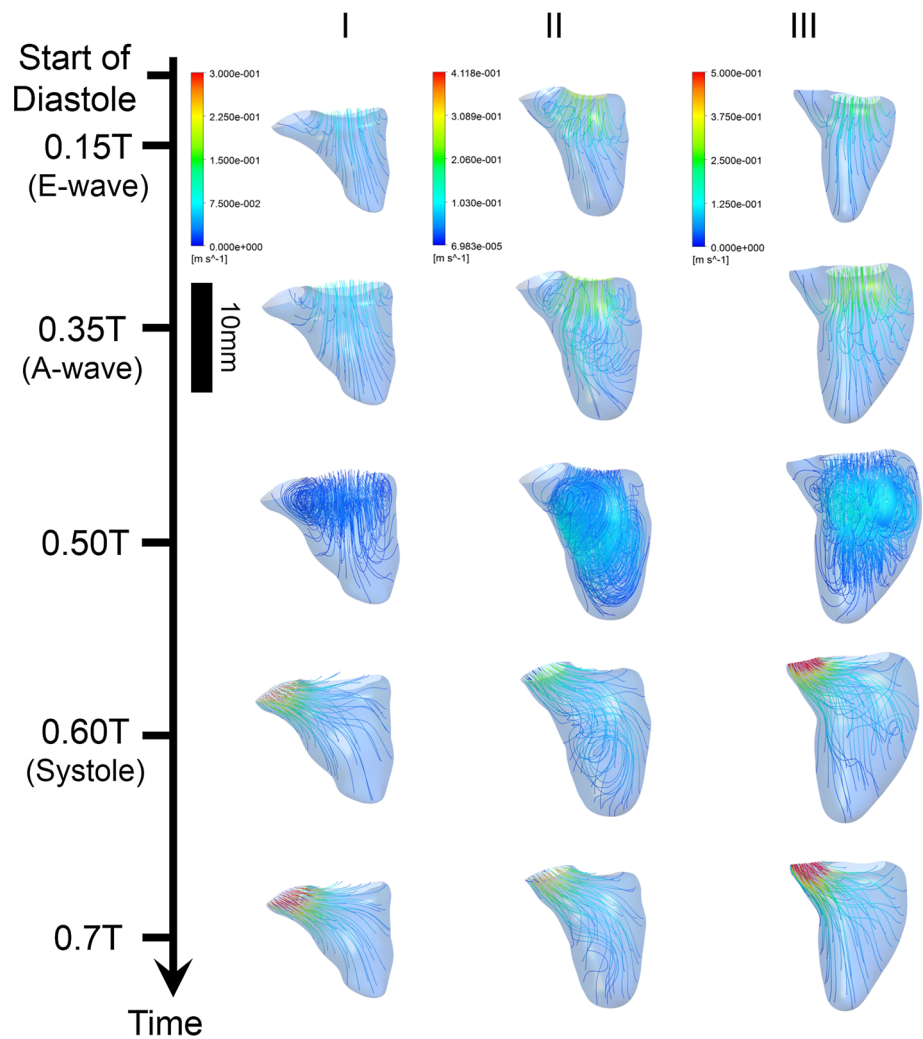 I
II
III
Start of
Diastole
0.15T
(E-wave)
0.35T
(A-wave)
0.50T
0.60T
(Systole)
0.7T
Time
3.000e-001
2.250e-001
1.500e-001
7.500e-002
0.000e+000
[m s^-1]
10mm
4.118e-001
3.089e-001
2.060e-001
1.030e-001
6.983e-005
[m s^-1]
5.000e-001
3.750e-001
2.500e-001
1.250e-001
0.000e+000
[m s^-1]